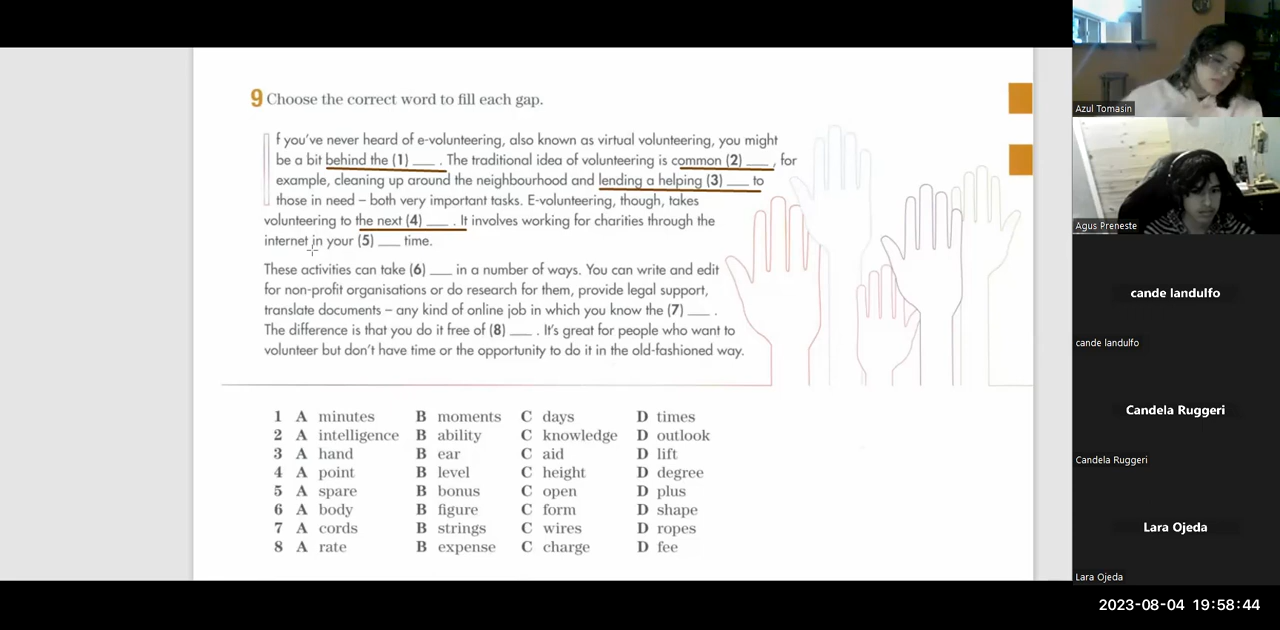 9 Choose the correct word to fill each gap.
If you've never heard of e-volunteering, also known as virtual volunteering, you might
be a bit behind the (1) ___ . The traditional idea of volunteering is common (2) ___ , for
example, cleaning up around the neighbourhood and lending a helping (3) ___ to
those in need – both very important tasks. E-volunteering, though, takes
volunteering to the next (4) ___ . It involves working for charities through the
internet in your (5) ___ time.
These activities can take (6) ___ in a number of ways. You can write and edit
for non-profit organisations or do research for them, provide legal support,
translate documents – any kind of online job in which you know the (7) ___ .
The difference is that you do it free of (8) ___ . It's great for people who want to
volunteer but don't have time or the opportunity to do it in the old-fashioned way.
1 A minutes B moments C days D times
2 A intelligence B ability C knowledge D outlook
3 A hand B ear C aid D lift
4 A point B level C height D degree
5 A spare B bonus C open D plus
6 A body B figure C form D shape
7 A cords B strings C wires D ropes
8 A rate B expense C charge D fee
Azul Tomasin
Agus Preneste
cande landulfo
cande landulfo
Candela Ruggeri
Candela Ruggeri
Lara Ojeda
Lara Ojeda
2023-08-04 19:58:44